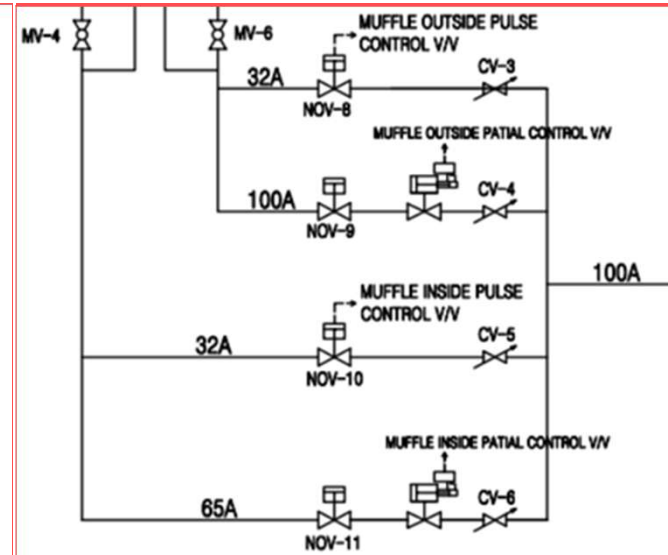 MV-4
MV-6
MUFFLE OUTSIDE PULSE
CONTROL V/V
CV-3
32A
NOV-8
MUFFLE OUTSIDE PATIAL CONTROL V/V
CV-4
100A
NOV-9
100A
MUFFLE INSIDE PULSE
CONTROL V/V
CV-5
32A
NOV-10
MUFFLE INSIDE PATIAL CONTROL V/V
CV-6
65A
NOV-11